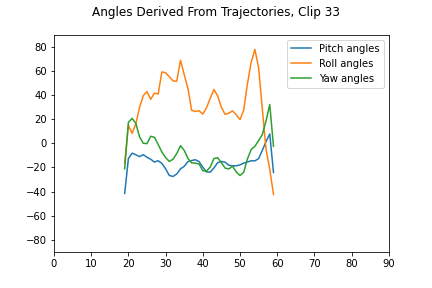 Angles Derived From Trajectories, Clip 33
Pitch angles
Roll angles
Yaw angles
80
60
40
20
0
−20
−40
−60
−80
0 10 20 30 40 50 60 70 80 90